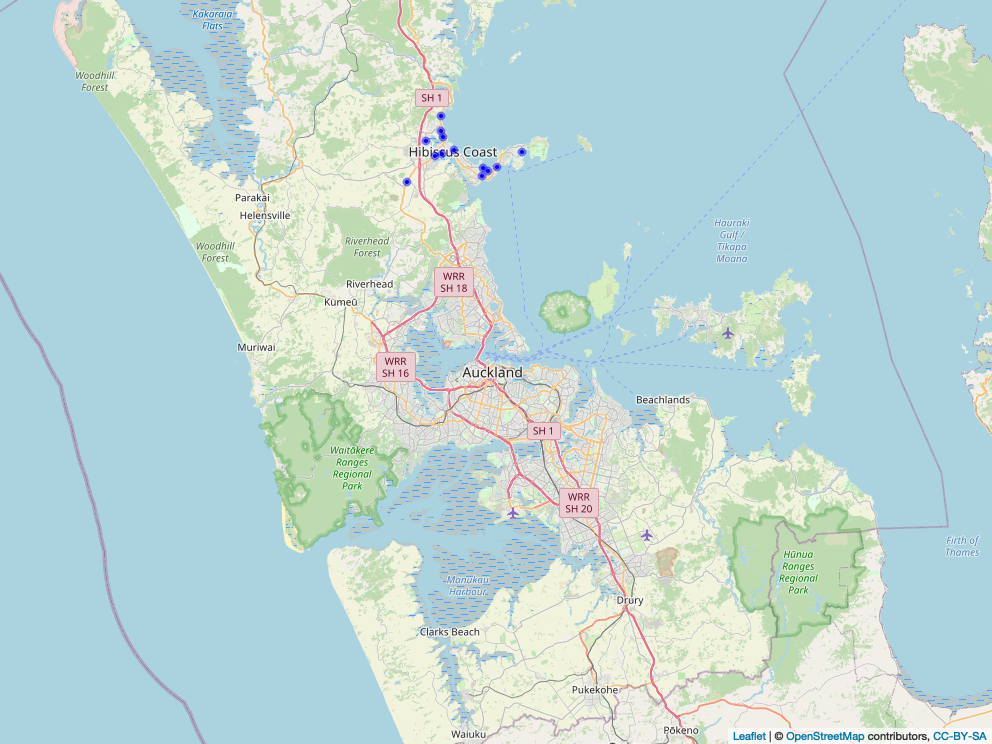 Kakaraia
Flats
Woodhill
Forest
SH 1
Hibiscus Coast
Parakai
Helensville
Hauraki
Gulf /
Tīkapa
Moana
Woodhill
Forest
Riverhead
Forest
WRR
SH 18
Riverhead
Kumeū
Muriwai
WRR
SH 16
Auckland
Beachlands
SH 1
Waitākere
Ranges
Regional
Park
WRR
SH 20
Firth of
Thames
Hūnua
Ranges
Regional
Park
Manukau
Harbour
Drury
Clarks Beach
Pukekohe
Waiuku
Pōkeno
Leaflet | © OpenStreetMap contributors, CC-BY-SA